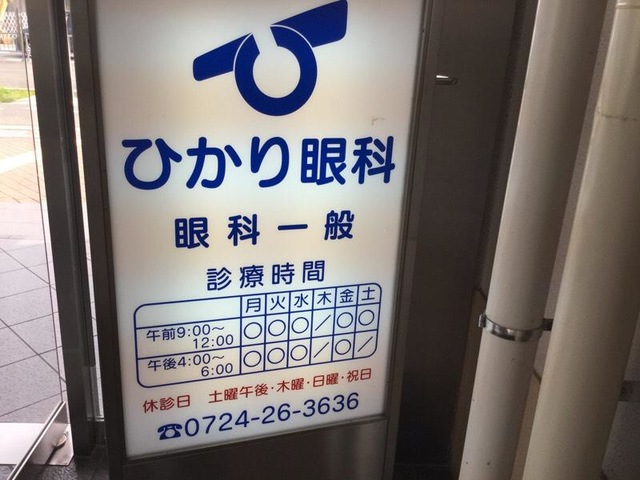 ひかり眼科
眼科一般
診療時間
月 火 水 木 金 土
午前9:00〜12:00 ○ ○ ○ ／ ○ ○
午後4:00〜6:00 ○ ○ ○ ／ ○ ／
休診日 土曜午後・木曜・日曜・祝日
☎0724-26-3636